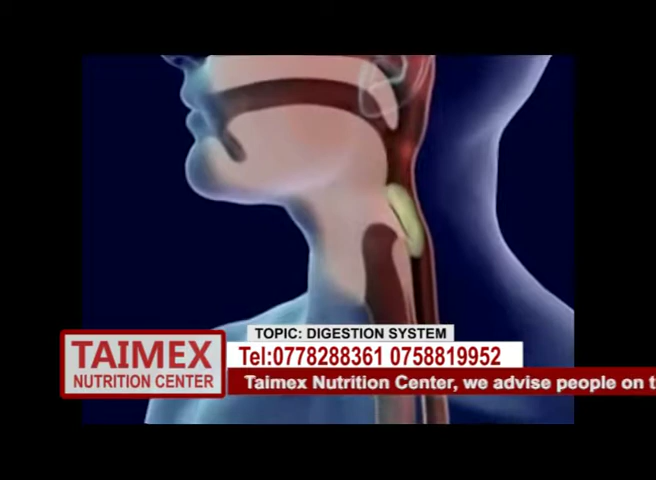 TOPIC: DIGESTION SYSTEM
TAIMEX
NUTRITION CENTER
Tel:0778288361 0758819952
Taimex Nutrition Center, we advise people on